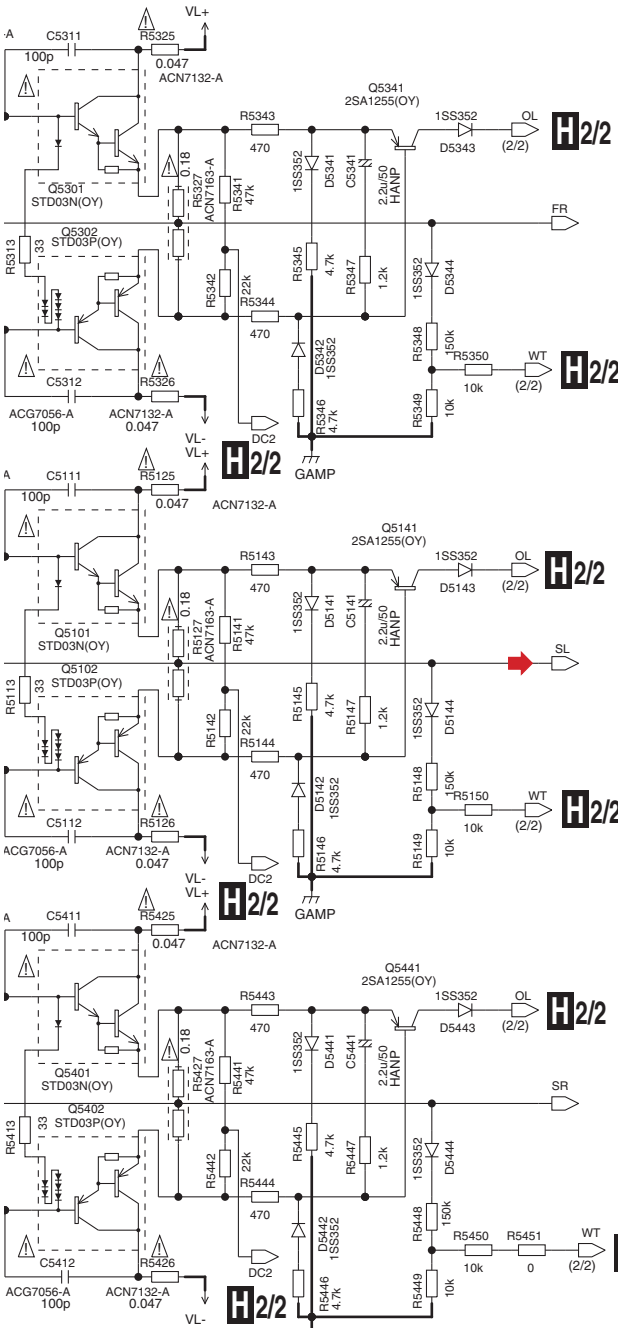 VL+
-A
C5311
R5325
100p
0.047
ACN7132-A
Q5341
2SA1255(OY)
R5343
470
1SS352
D5343
OL
(2/2)
H 2/2
0.18
R5327
ACN7163-A
R5341
47k
1SS352
D5341
C5341
2.2u/50
HANP
Q5301
STD03N(OY)
FR
Q5302
STD03P(OY)
R5313
33
R5342
22k
R5345
4.7k
R5347
1.2k
1SS352
D5344
R5344
470
R5348
150k
D5342
1SS352
R5350
10k
WT
(2/2)
H 2/2
C5312
R5326
R5346
4.7k
R5349
10k
ACG7056-A
100p
ACN7132-A
0.047
DC2
VL-
H 2/2
GAMP
VL+
A
C5111
R5125
100p
0.047
ACN7132-A
Q5141
2SA1255(OY)
R5143
470
1SS352
D5143
OL
(2/2)
H 2/2
0.18
R5127
ACN7163-A
R5141
47k
1SS352
D5141
C5141
2.2u/50
HANP
Q5101
STD03N(OY)
SL
Q5102
STD03P(OY)
R5113
33
R5142
22k
R5145
4.7k
R5147
1.2k
1SS352
D5144
R5144
470
R5148
150k
D5142
1SS352
R5150
10k
WT
(2/2)
H 2/2
C5112
R5126
R5146
4.7k
R5149
10k
ACG7056-A
100p
ACN7132-A
0.047
DC2
VL-
H 2/2
GAMP
VL+
A
C5411
R5425
100p
0.047
ACN7132-A
Q5441
2SA1255(OY)
R5443
470
1SS352
D5443
OL
(2/2)
H 2/2
0.18
R5427
ACN7163-A
R5441
47k
1SS352
D5441
C5441
2.2u/50
HANP
Q5401
STD03N(OY)
SR
Q5402
STD03P(OY)
R5413
33
R5442
22k
R5445
4.7k
R5447
1.2k
1SS352
D5444
R5444
470
R5448
150k
D5442
1SS352
R5450
10k
R5451
0
WT
(2/2)
C5412
R5426
R5446
4.7k
R5449
10k
ACG7056-A
100p
ACN7132-A
0.047
DC2
VL-
H 2/2